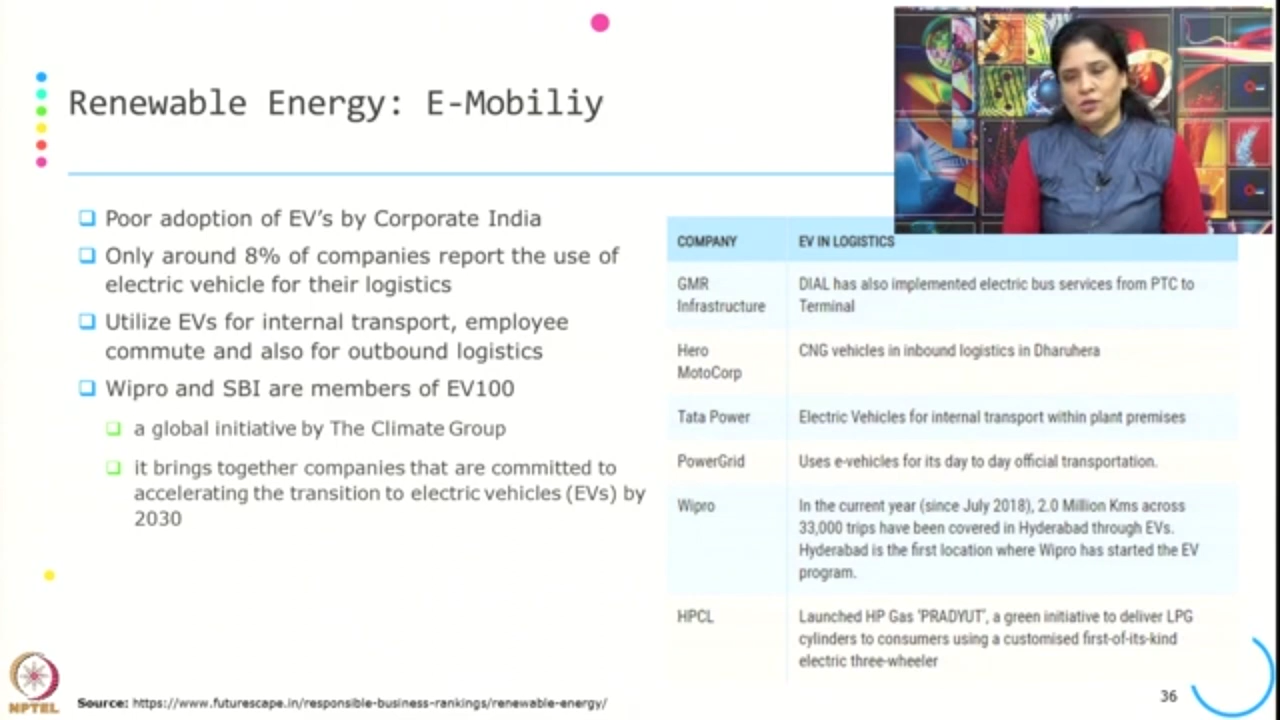 Renewable Energy: E-Mobiliy
Poor adoption of EV's by Corporate India
Only around 8% of companies report the use of
electric vehicle for their logistics
Utilize EVs for internal transport, employee
commute and also for outbound logistics
Wipro and SBI are members of EV100
a global initiative by The Climate Group
it brings together companies that are committed to
accelerating the transition to electric vehicles (EVs) by
2030
COMPANY EV IN LOGISTICS
GMR
Infrastructure
DIAL has also implemented electric bus services from PTC to
Terminal
Hero
MotoCorp
CNG vehicles in inbound logistics in Dharuhera
Tata Power Electric Vehicles for internal transport within plant premises
PowerGrid Uses e-vehicles for its day to day official transportation.
Wipro In the current year (since July 2018), 2.0 Million Kms across
33,000 trips have been covered in Hyderabad through EVs.
Hyderabad is the first location where Wipro has started the EV
program.
HPCL Launched HP Gas 'PRADYUT', a green initiative to deliver LPG
cylinders to consumers using a customised first-of-its-kind
electric three-wheeler
NPTEL
Source: https://www.futurescape.in/responsible-business-rankings/renewable-energy/
36